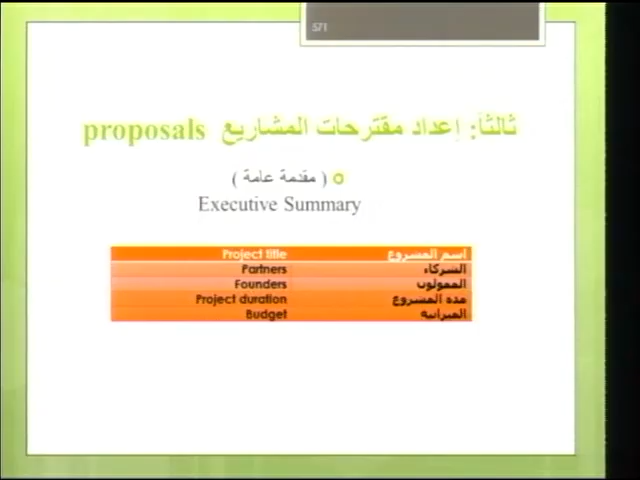 571
ثالثاً: إعداد مقترحات المشاريع proposals
( مقدمة عامة )
Executive Summary
اسم المشروع Project title
الشركاء Partners
الممولون Founders
مدة المشروع Project duration
الميزانية Budget